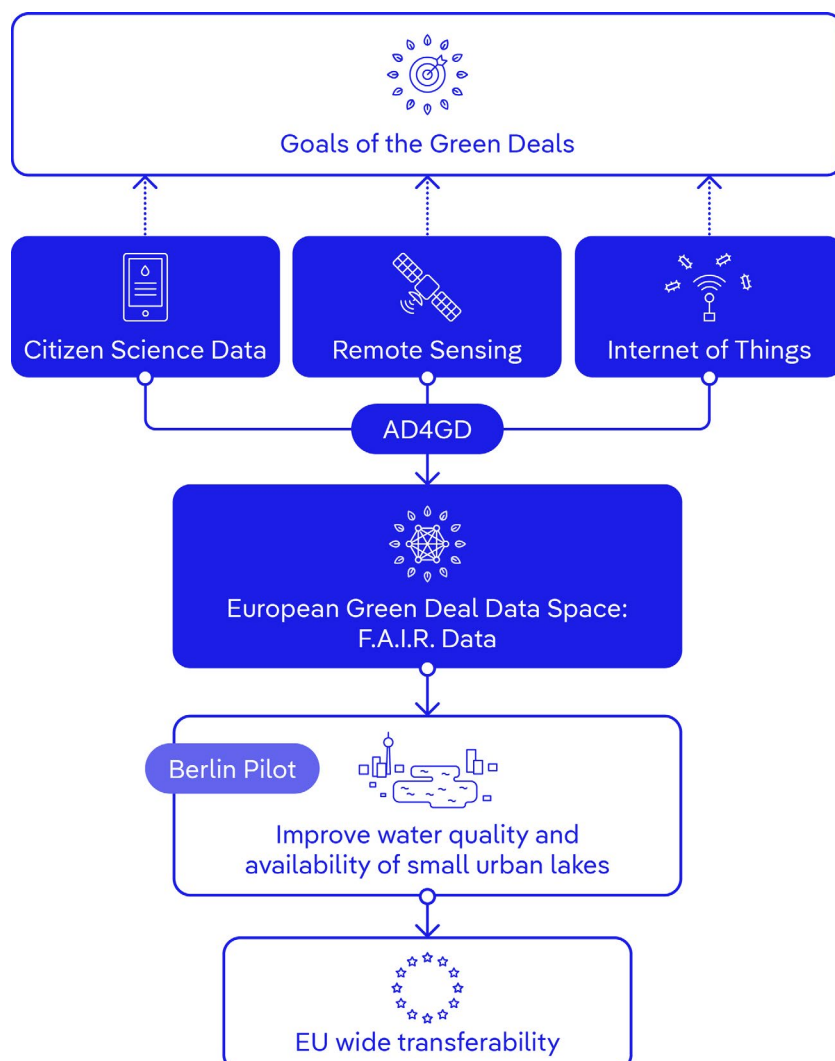 Goals of the Green Deals
Citizen Science Data
Remote Sensing
Internet of Things
AD4GD
European Green Deal Data Space:
F.A.I.R. Data
Berlin Pilot
Improve water quality and
availability of small urban lakes
EU wide transferability